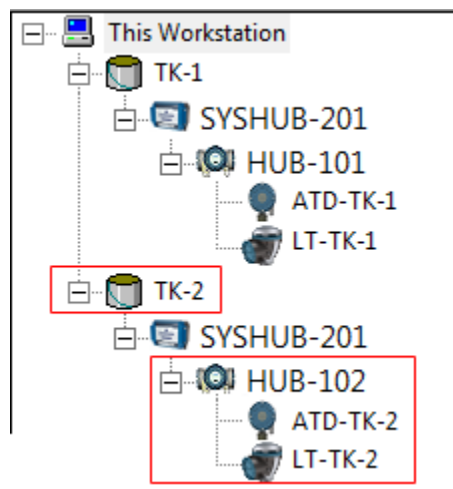 This Workstation
TK-1
SYSHUB-201
HUB-101
ATD-TK-1
LT-TK-1
TK-2
SYSHUB-201
HUB-102
ATD-TK-2
LT-TK-2